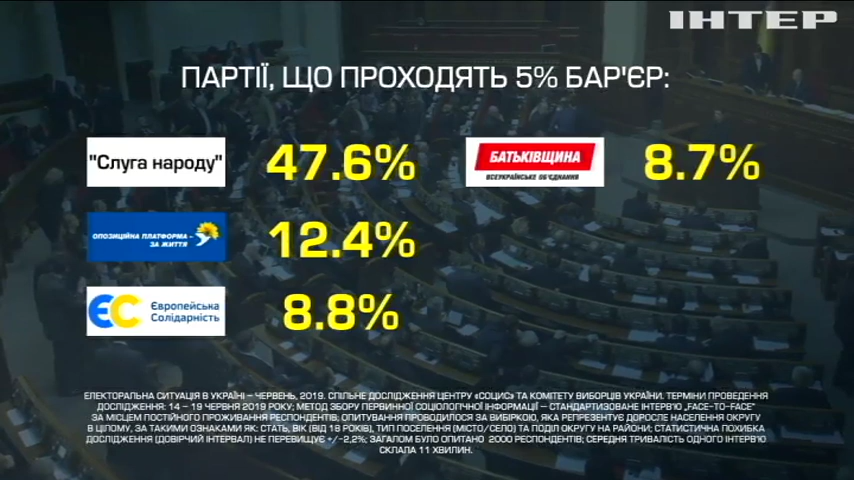 ІНТЕР
ПАРТІЇ, ЩО ПРОХОДЯТЬ 5% БАР'ЄР:
"Слуга народу"
47.6%
БАТЬКІВЩИНА
ВСЕУКРАЇНСЬКЕ ОБ'ЄДНАННЯ
8.7%
ОПОЗИЦІЙНА ПЛАТФОРМА -
ЗА ЖИТТЯ
12.4%
ЄС
Європейська
Солідарність
8.8%
ЕЛЕКТОРАЛЬНА СИТУАЦІЯ В УКРАЇНІ – ЧЕРВЕНЬ, 2019. СПІЛЬНЕ ДОСЛІДЖЕННЯ ЦЕНТРУ «СОЦИС» ТА КОМІТЕТУ ВИБОРЦІВ УКРАЇНИ. ТЕРМІНИ ПРОВЕДЕННЯ
ДОСЛІДЖЕННЯ: 14 – 19 ЧЕРВНЯ 2019 РОКУ; МЕТОД ЗБОРУ ПЕРВИННОЇ СОЦІОЛОГІЧНОЇ ІНФОРМАЦІЇ – СТАНДАРТИЗОВАНЕ ІНТЕРВ'Ю „FACE-TO-FACE"
ЗА МІСЦЕМ ПОСТІЙНОГО ПРОЖИВАННЯ РЕСПОНДЕНТІВ; ОПИТУВАННЯ ПРОВОДИЛОСЯ ЗА ВИБІРКОЮ, ЯКА РЕПРЕЗЕНТУЄ ДОРОСЛЕ НАСЕЛЕННЯ ОКРУГУ
В ЦІЛОМУ, ЗА ТАКИМИ ОЗНАКАМИ ЯК: СТАТЬ, ВІК (ВІД 18 РОКІВ), ТИП ПОСЕЛЕННЯ (МІСТО/СЕЛО) ТА ПОДІЛ ОКРУГУ НА РАЙОНИ; СТАТИСТИЧНА ПОХИБКА
ДОСЛІДЖЕННЯ (ДОВІРЧИЙ ІНТЕРВАЛ) НЕ ПЕРЕВИЩУЄ +/-2,2%; ЗАГАЛОМ БУЛО ОПИТАНО 2000 РЕСПОНДЕНТІВ; СЕРЕДНЯ ТРИВАЛІСТЬ ОДНОГО ІНТЕРВ'Ю
СКЛАЛА 11 ХВИЛИН.